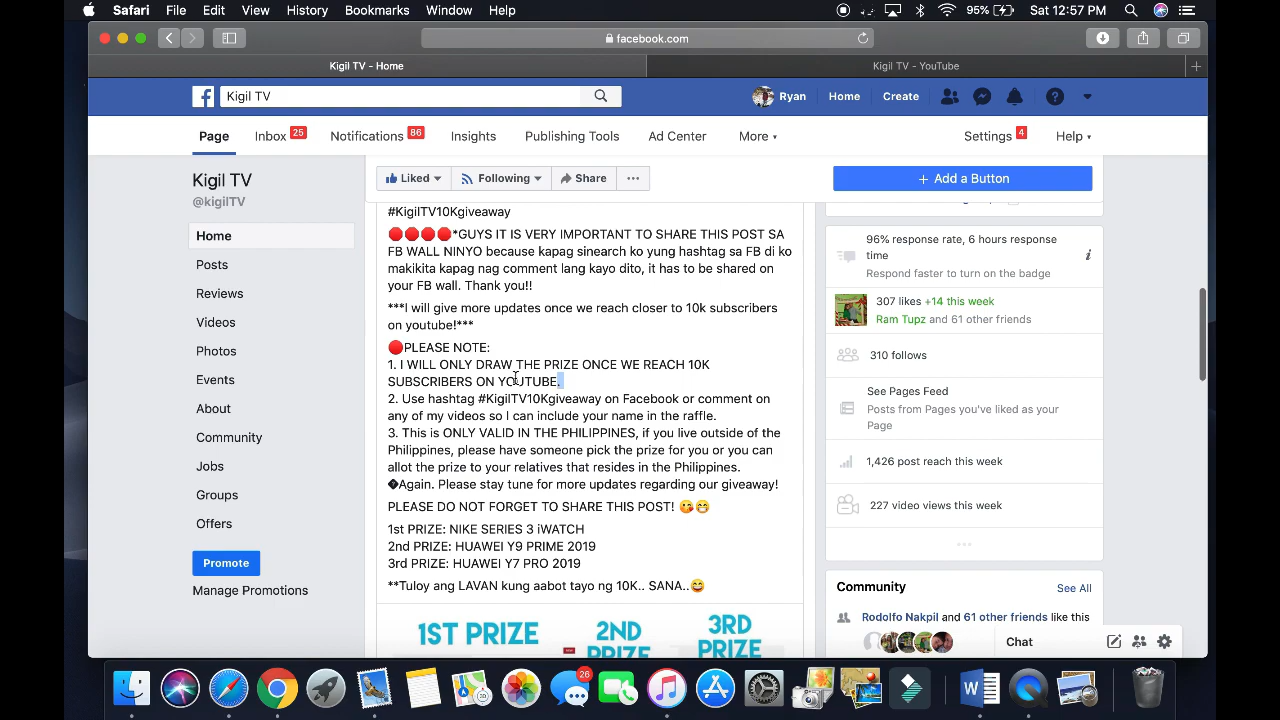 Safari File Edit View History Bookmarks Window Help 95% Sat 12:57 PM
facebook.com
Kigil TV - Home
Kigil TV - YouTube
Kigil TV
Ryan Home Create
Page Inbox 25 Notifications 86 Insights Publishing Tools Ad Center More Settings 4 Help
Kigil TV
@kigilTV
Home
Posts
Reviews
Videos
Photos
Events
About
Community
Jobs
Groups
Offers
Promote
Manage Promotions
Liked Following Share ...
+ Add a Button
#KigilTV10Kgiveaway
🔴🔴🔴🔴*GUYS IT IS VERY IMPORTANT TO SHARE THIS POST SA
FB WALL NINYO because kapag sinearch ko yung hashtag sa FB di ko
makikita kapag nag comment lang kayo dito, it has to be shared on
your FB wall. Thank you!!
***I will give more updates once we reach closer to 10k subscribers
on youtube!***
🔴PLEASE NOTE:
1. I WILL ONLY DRAW THE PRIZE ONCE WE REACH 10K
SUBSCRIBERS ON YOUTUBE.
2. Use hashtag #KigilTV10Kgiveaway on Facebook or comment on
any of my videos so I can include your name in the raffle.
3. This is ONLY VALID IN THE PHILIPPINES, if you live outside of the
Philippines, please have someone pick the prize for you or you can
allot the prize to your relatives that resides in the Philippines.
�Again. Please stay tune for more updates regarding our giveaway!
PLEASE DO NOT FORGET TO SHARE THIS POST! 😋😁
1st PRIZE: NIKE SERIES 3 iWATCH
2nd PRIZE: HUAWEI Y9 PRIME 2019
3rd PRIZE: HUAWEI Y7 PRO 2019
**Tuloy ang LAVAN kung aabot tayo ng 10K.. SANA..😄
1ST PRIZE
2ND
PRIZE
3RD
PRIZE
96% response rate, 6 hours response
time
Respond faster to turn on the badge
307 likes +14 this week
Ram Tupz and 61 other friends
310 follows
See Pages Feed
Posts from Pages you've liked as your
Page
1,426 post reach this week
227 video views this week
Community See All
Rodolfo Nakpil and 61 other friends like this
Chat
26